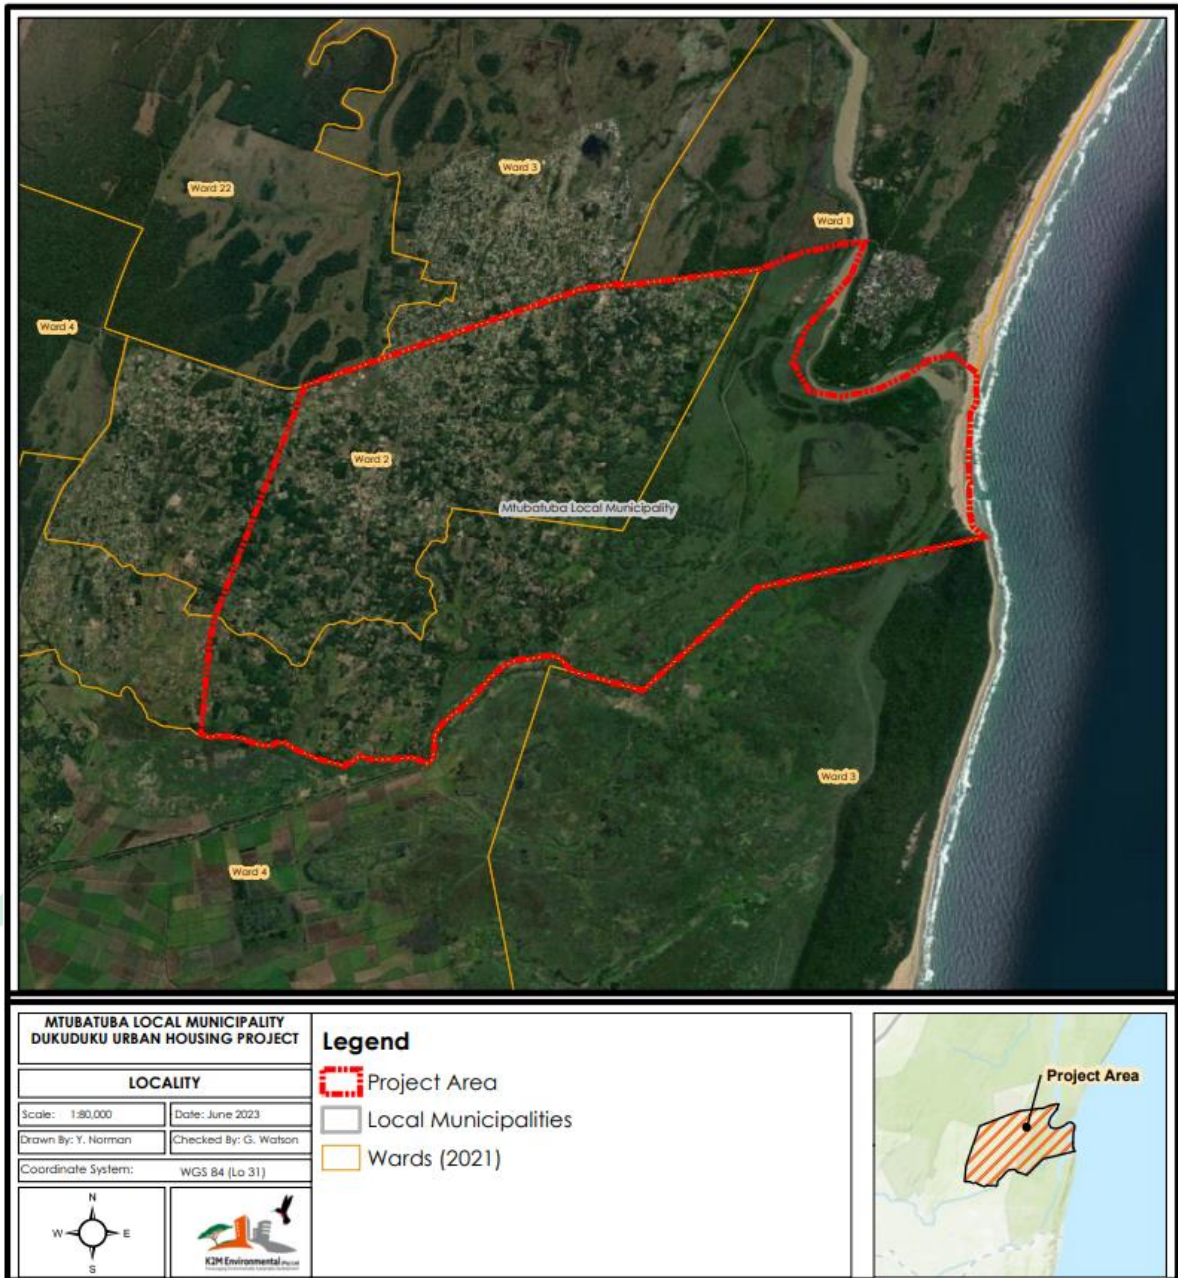 Ward 3
Ward 22
Ward 1
Ward 4
Ward 2
Mtubatuba Local Municipality
Ward 3
Ward 4
MTUBATUBA LOCAL MUNICIPALITY
DUKUDUKU URBAN HOUSING PROJECT
LOCALITY
Scale: 1:80,000
Date: June 2023
Drawn By: Y. Norman
Checked By: G. Watson
Coordinate System: WGS 84 (Lo 31)
N
W
E
S
K2M Environmental (Pty) Ltd
Legend
Project Area
Local Municipalities
Wards (2021)
Project Area